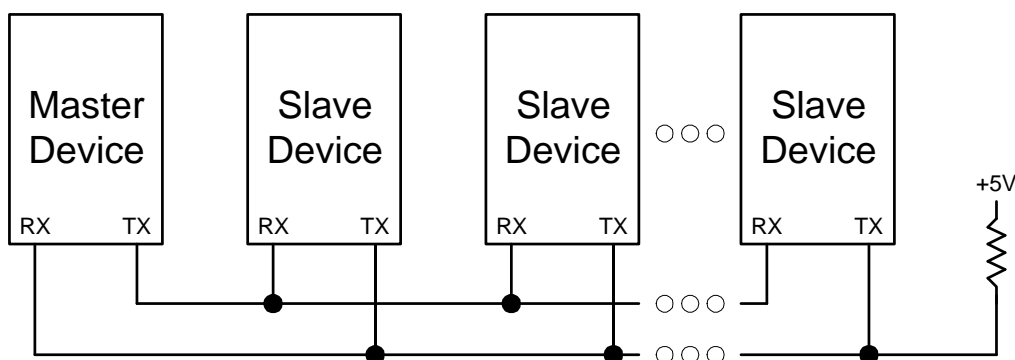 Master
Device
Slave
Device
Slave
Device
Slave
Device
+5V
RX TX RX TX RX TX RX TX